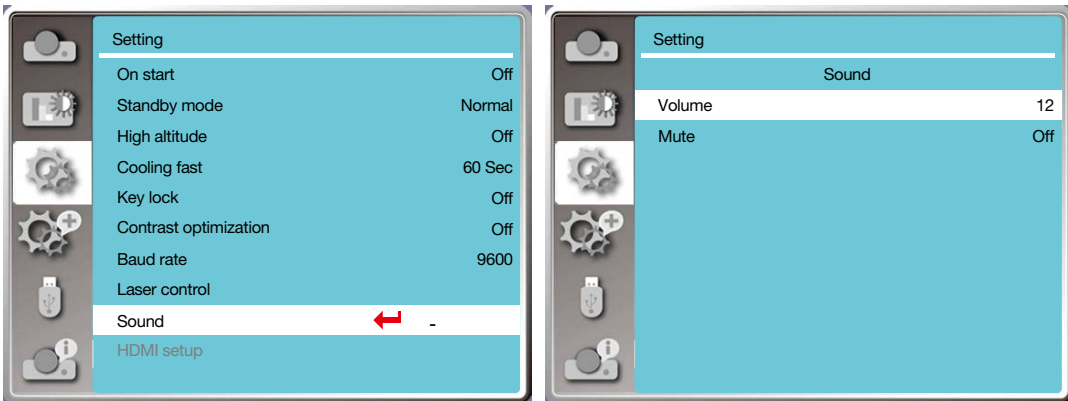 Setting
On start Off
Standby mode Normal
High altitude Off
Cooling fast 60 Sec
Key lock Off
Contrast optimization Off
Baud rate 9600
Laser control
Sound -
HDMI setup
Setting
Sound
Volume 12
Mute Off